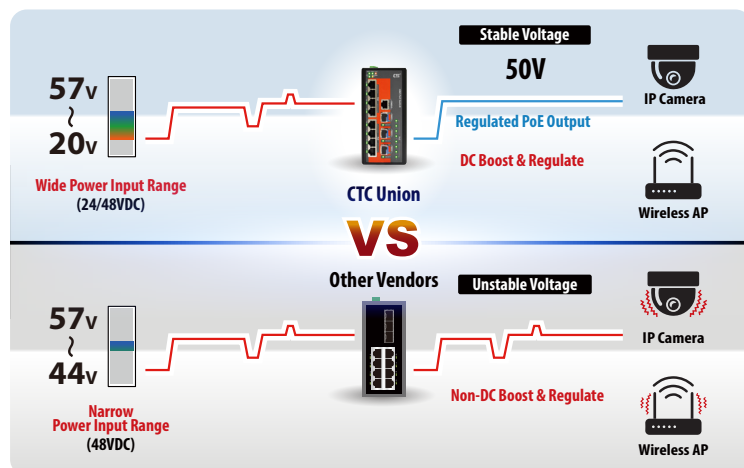 Stable Voltage
57V
~
20V
50V
IP Camera
Regulated PoE Output
DC Boost & Regulate
Wide Power Input Range
(24/48VDC)
CTC Union
Wireless AP
VS
Other Vendors
Unstable Voltage
57V
~
44V
IP Camera
Non-DC Boost & Regulate
Narrow
Power Input Range
(48VDC)
Wireless AP